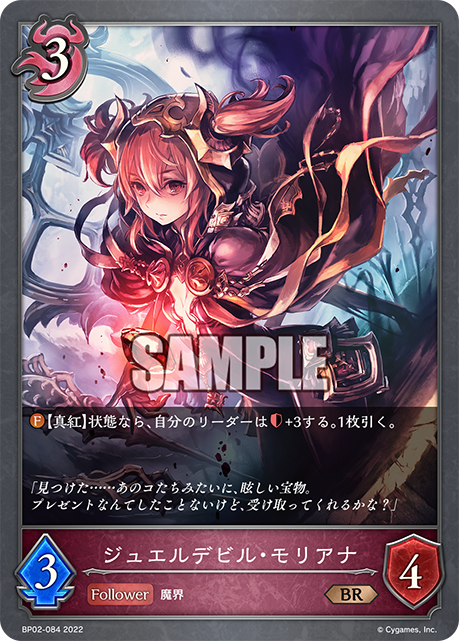 3
SAMPLE
F【真紅】状態なら、自分のリーダーは+3する。1枚引く。
「見つけた……あのコたちみたいに、眩しい宝物。
プレゼントなんてしたことないけど、受け取ってくれるかな?」
ジュエルデビル・モリアナ
3
Follower 魔界
BR
4
BP02-084 2022
© Cygames, Inc.